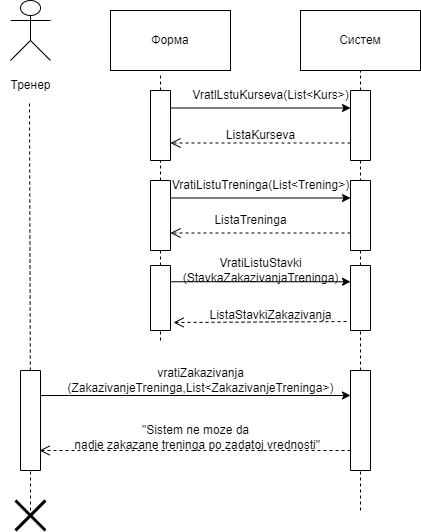 Форма
Систем
Тренер
VratILstuKurseva(List<Kurs>)
ListaKurseva
VratiListuTreninga(List<Trening>)
ListaTreninga
VratiListuStavki
(StavkaZakazivanjaTreninga)
ListaStavkiZakazivanja
vratiZakazivanja
(ZakazivanjeTreninga,List<ZakazivanjeTreninga>)
"Sistem ne moze da
nadje zakazane treninga po zadatoj vrednosti"